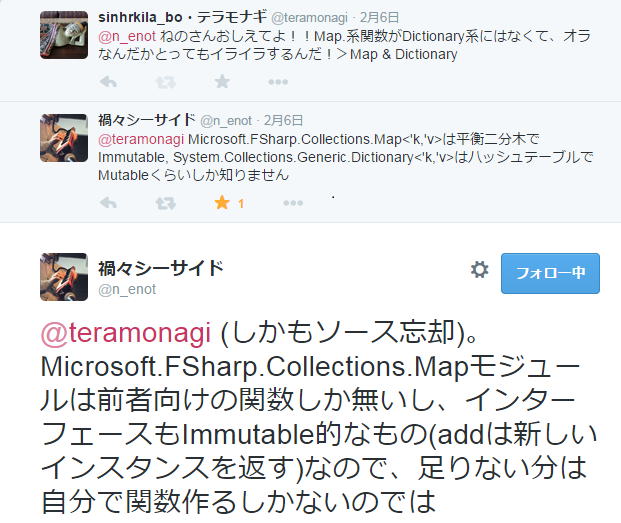 sinhrkila_bo・テラモナギ @teramonagi · 2月6日
@n_enot ねのさんおしえてよ！！Map.系関数がDictionary系にはなくて、オラ
なんだかとってもイライラするんだ！＞Map & Dictionary
禍々シーサイド @n_enot · 2月6日
@teramonagi Microsoft.FSharp.Collections.Map<'k,'v>は平衡二分木で
Immutable, System.Collections.Generic.Dictionary<'k,'v>はハッシュテーブルで
Mutableくらいしか知りません
1
禍々シーサイド
@n_enot
フォロー中
@teramonagi (しかもソース忘却)。
Microsoft.FSharp.Collections.Mapモジュー
ルは前者向けの関数しか無いし、インター
フェースもImmutable的なもの(addは新しい
インスタンスを返す)なので、足りない分は
自分で関数作るしかないのでは